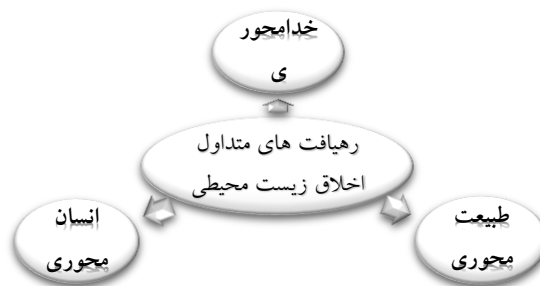 خدامحور
ی
رهیافت های متداول
اخلاق زیست محیطی
طبیعت
محوری
انسان
محوری